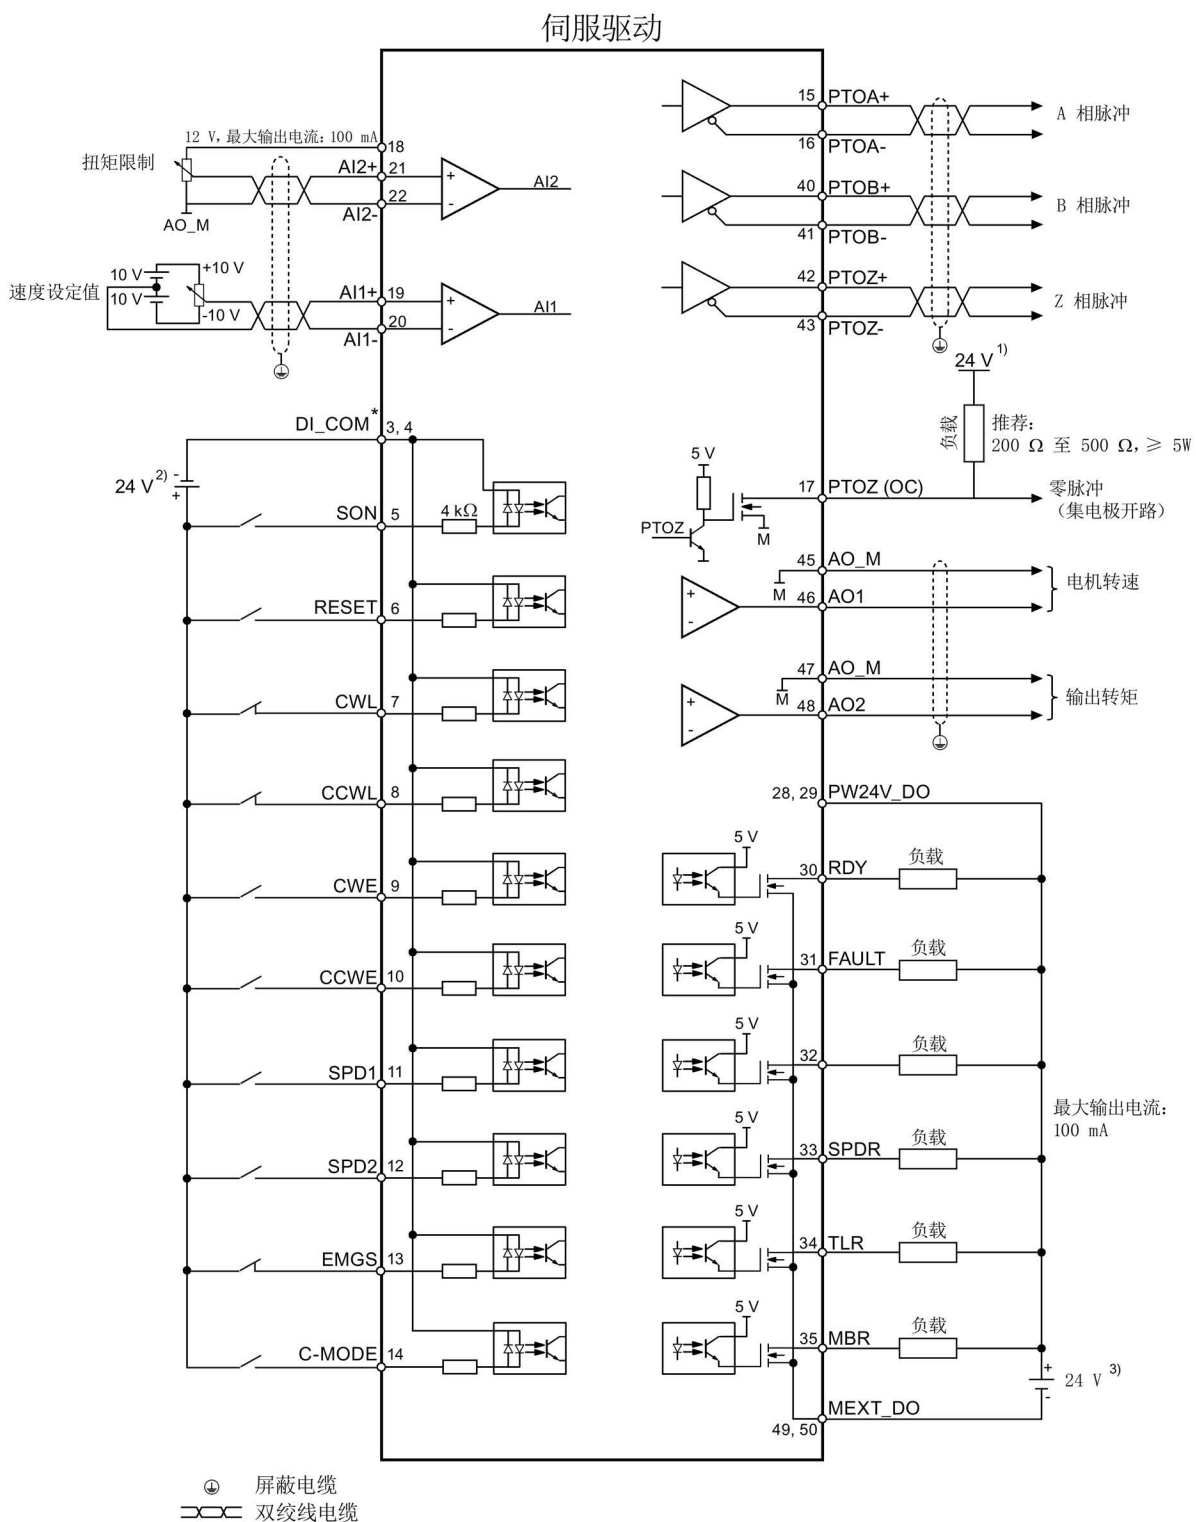 伺服驱动
12 V, 最大输出电流: 100 mA
扭矩限制
AO_M
18
AI2+
21
22
AI2-
+
-
AI2
速度设定值
10 V
10 V
+10 V
-10 V
AI1+
19
20
AI1-
+
-
AI1
15
PTOA+
16
PTOA-
A 相脉冲
40
PTOB+
41
PTOB-
B 相脉冲
42
PTOZ+
43
PTOZ-
Z 相脉冲
24 V 1)
负载
推荐:
200 Ω 至 500 Ω, ≥ 5W
5 V
PTOZ
M
17
PTOZ (OC)
零脉冲
(集电极开路)
45
AO_M
M
46
AO1
+
-
电机转速
47
AO_M
M
48
AO2
+
-
输出转矩
DI_COM*
3, 4
24 V 2)
-
+
SON
5
4 kΩ
RESET
6
CWL
7
CCWL
8
CWE
9
CCWE
10
SPD1
11
SPD2
12
EMGS
13
C-MODE
14
28, 29
PW24V_DO
5 V
30
RDY
负载
5 V
31
FAULT
负载
5 V
32
负载
最大输出电流:
100 mA
5 V
33
SPDR
负载
5 V
34
TLR
负载
5 V
35
MBR
负载
+
24 V 3)
-
MEXT_DO
49, 50
屏蔽电缆
双绞线电缆